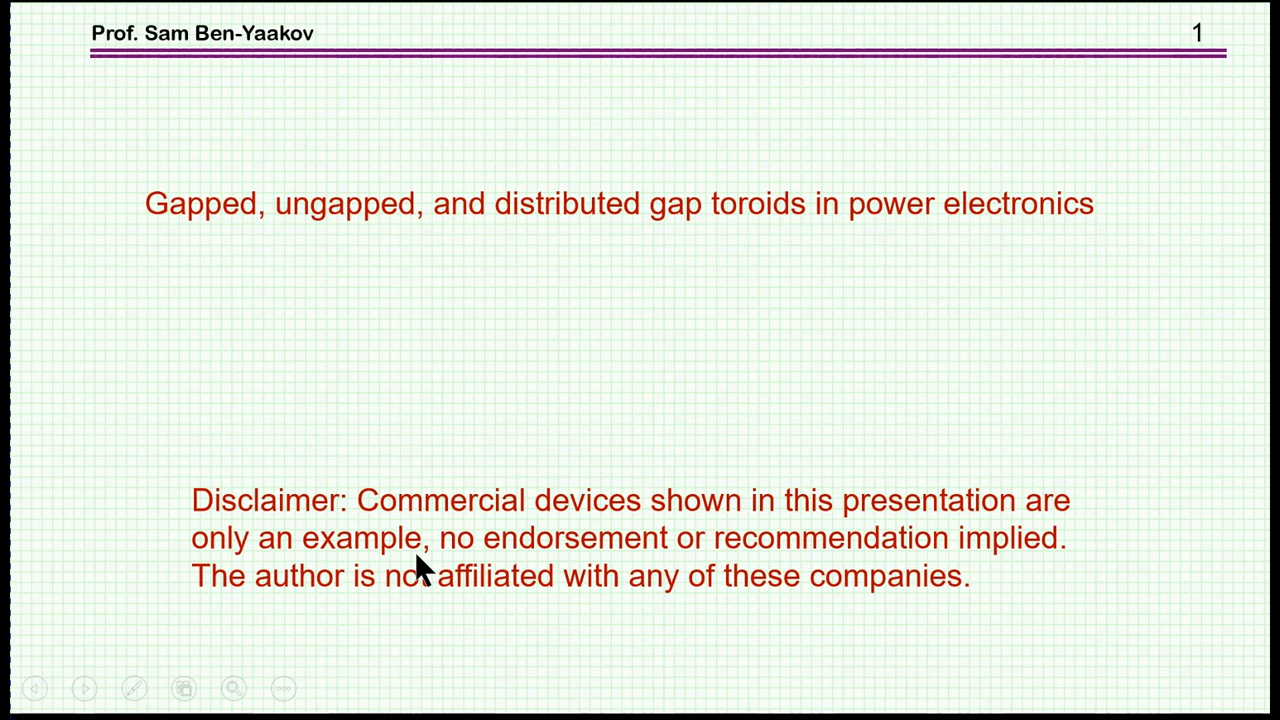 Prof. Sam Ben-Yaakov
1
Gapped, ungapped, and distributed gap toroids in power electronics
Disclaimer: Commercial devices shown in this presentation are
only an example, no endorsement or recommendation implied.
The author is not affiliated with any of these companies.